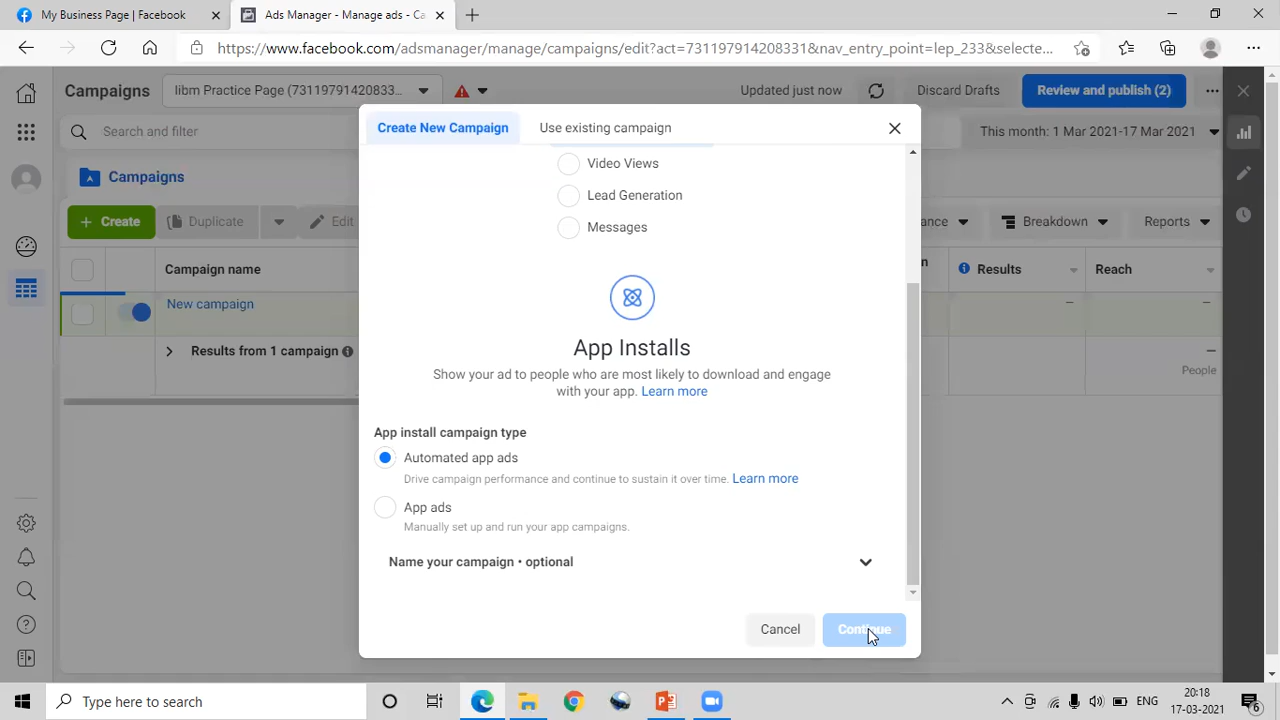 My Business Page | Facebook
Ads Manager - Manage ads - Ca
https://www.facebook.com/adsmanager/manage/campaigns/edit?act=731197914208331&nav_entry_point=lep_233&selecte...
Campaigns
libm Practice Page (73119791420833...
Updated just now
Discard Drafts
Review and publish (2)
Create New Campaign
Use existing campaign
Search and filter
This month: 1 Mar 2021-17 Mar 2021
Campaigns
Video Views
Lead Generation
Messages
+ Create
Duplicate
Edit
Breakdown
Reports
Campaign name
Results
Reach
New campaign
Results from 1 campaign
People
App Installs
Show your ad to people who are most likely to download and engage
with your app. Learn more
App install campaign type
Automated app ads
Drive campaign performance and continue to sustain it over time. Learn more
App ads
Manually set up and run your app campaigns.
Name your campaign • optional
Cancel
Continue
Type here to search
ENG
20:18
17-03-2021
6